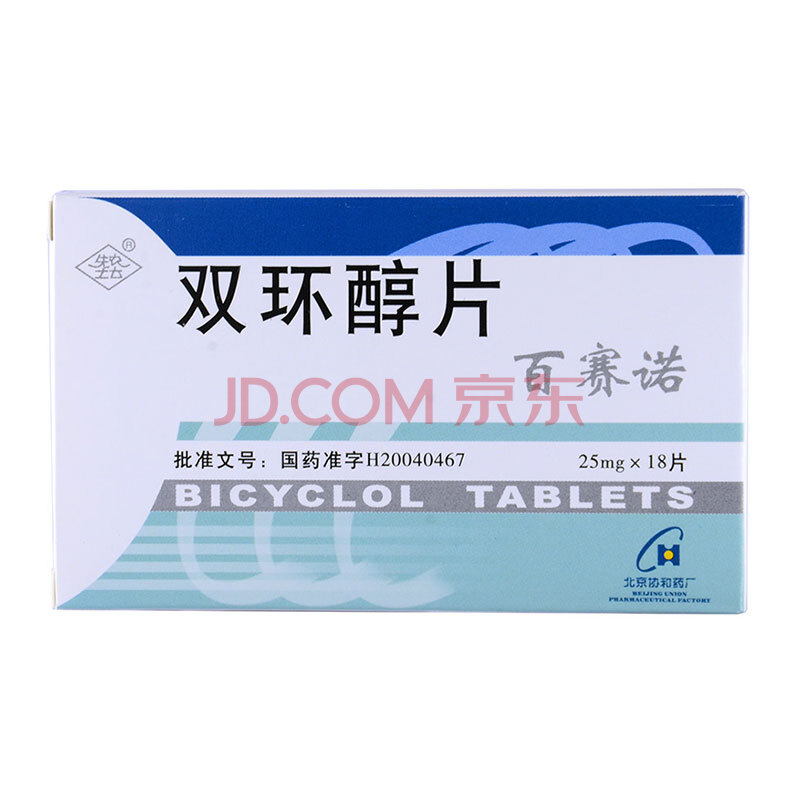 ®
双环醇片
百赛诺
JD.COM 京东
批准文号：国药准字H20040467 25mg×18片
BICYCLOL TABLETS
北京协和药厂
BEIJING UNION
PHARMACEUTICAL FACTORY